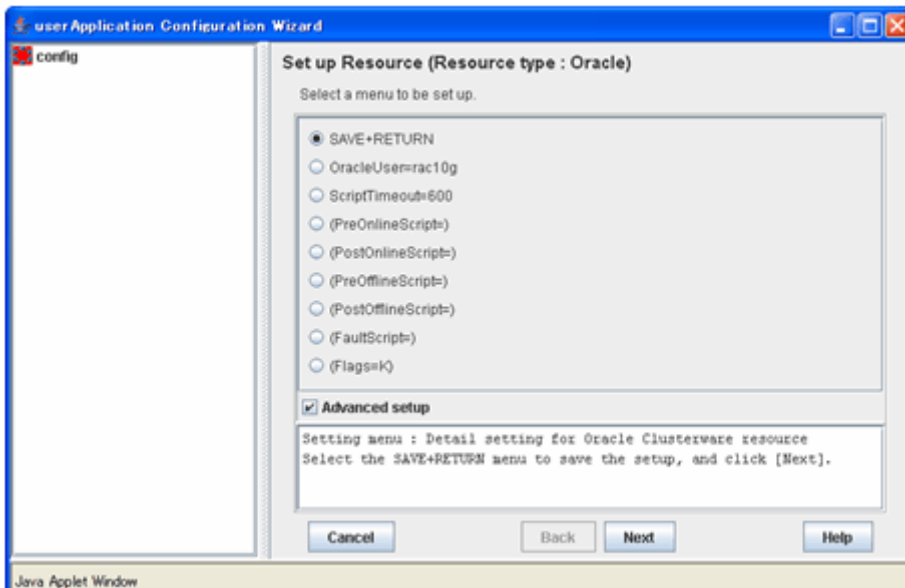 userApplication Configuration Wizard
config
Set up Resource (Resource type : Oracle)
Select a menu to be set up.
SAVE+RETURN
OracleUser=rac10g
ScriptTimeout=600
(PreOnlineScript=)
(PostOnlineScript=)
(PreOfflineScript=)
(PostOfflineScript=)
(FaultScript=)
(Flags=K)
Advanced setup
Setting menu : Detail setting for Oracle Clusterware resource
Select the SAVE+RETURN menu to save the setup, and click [Next].
Cancel
Back
Next
Help
Java Applet Window